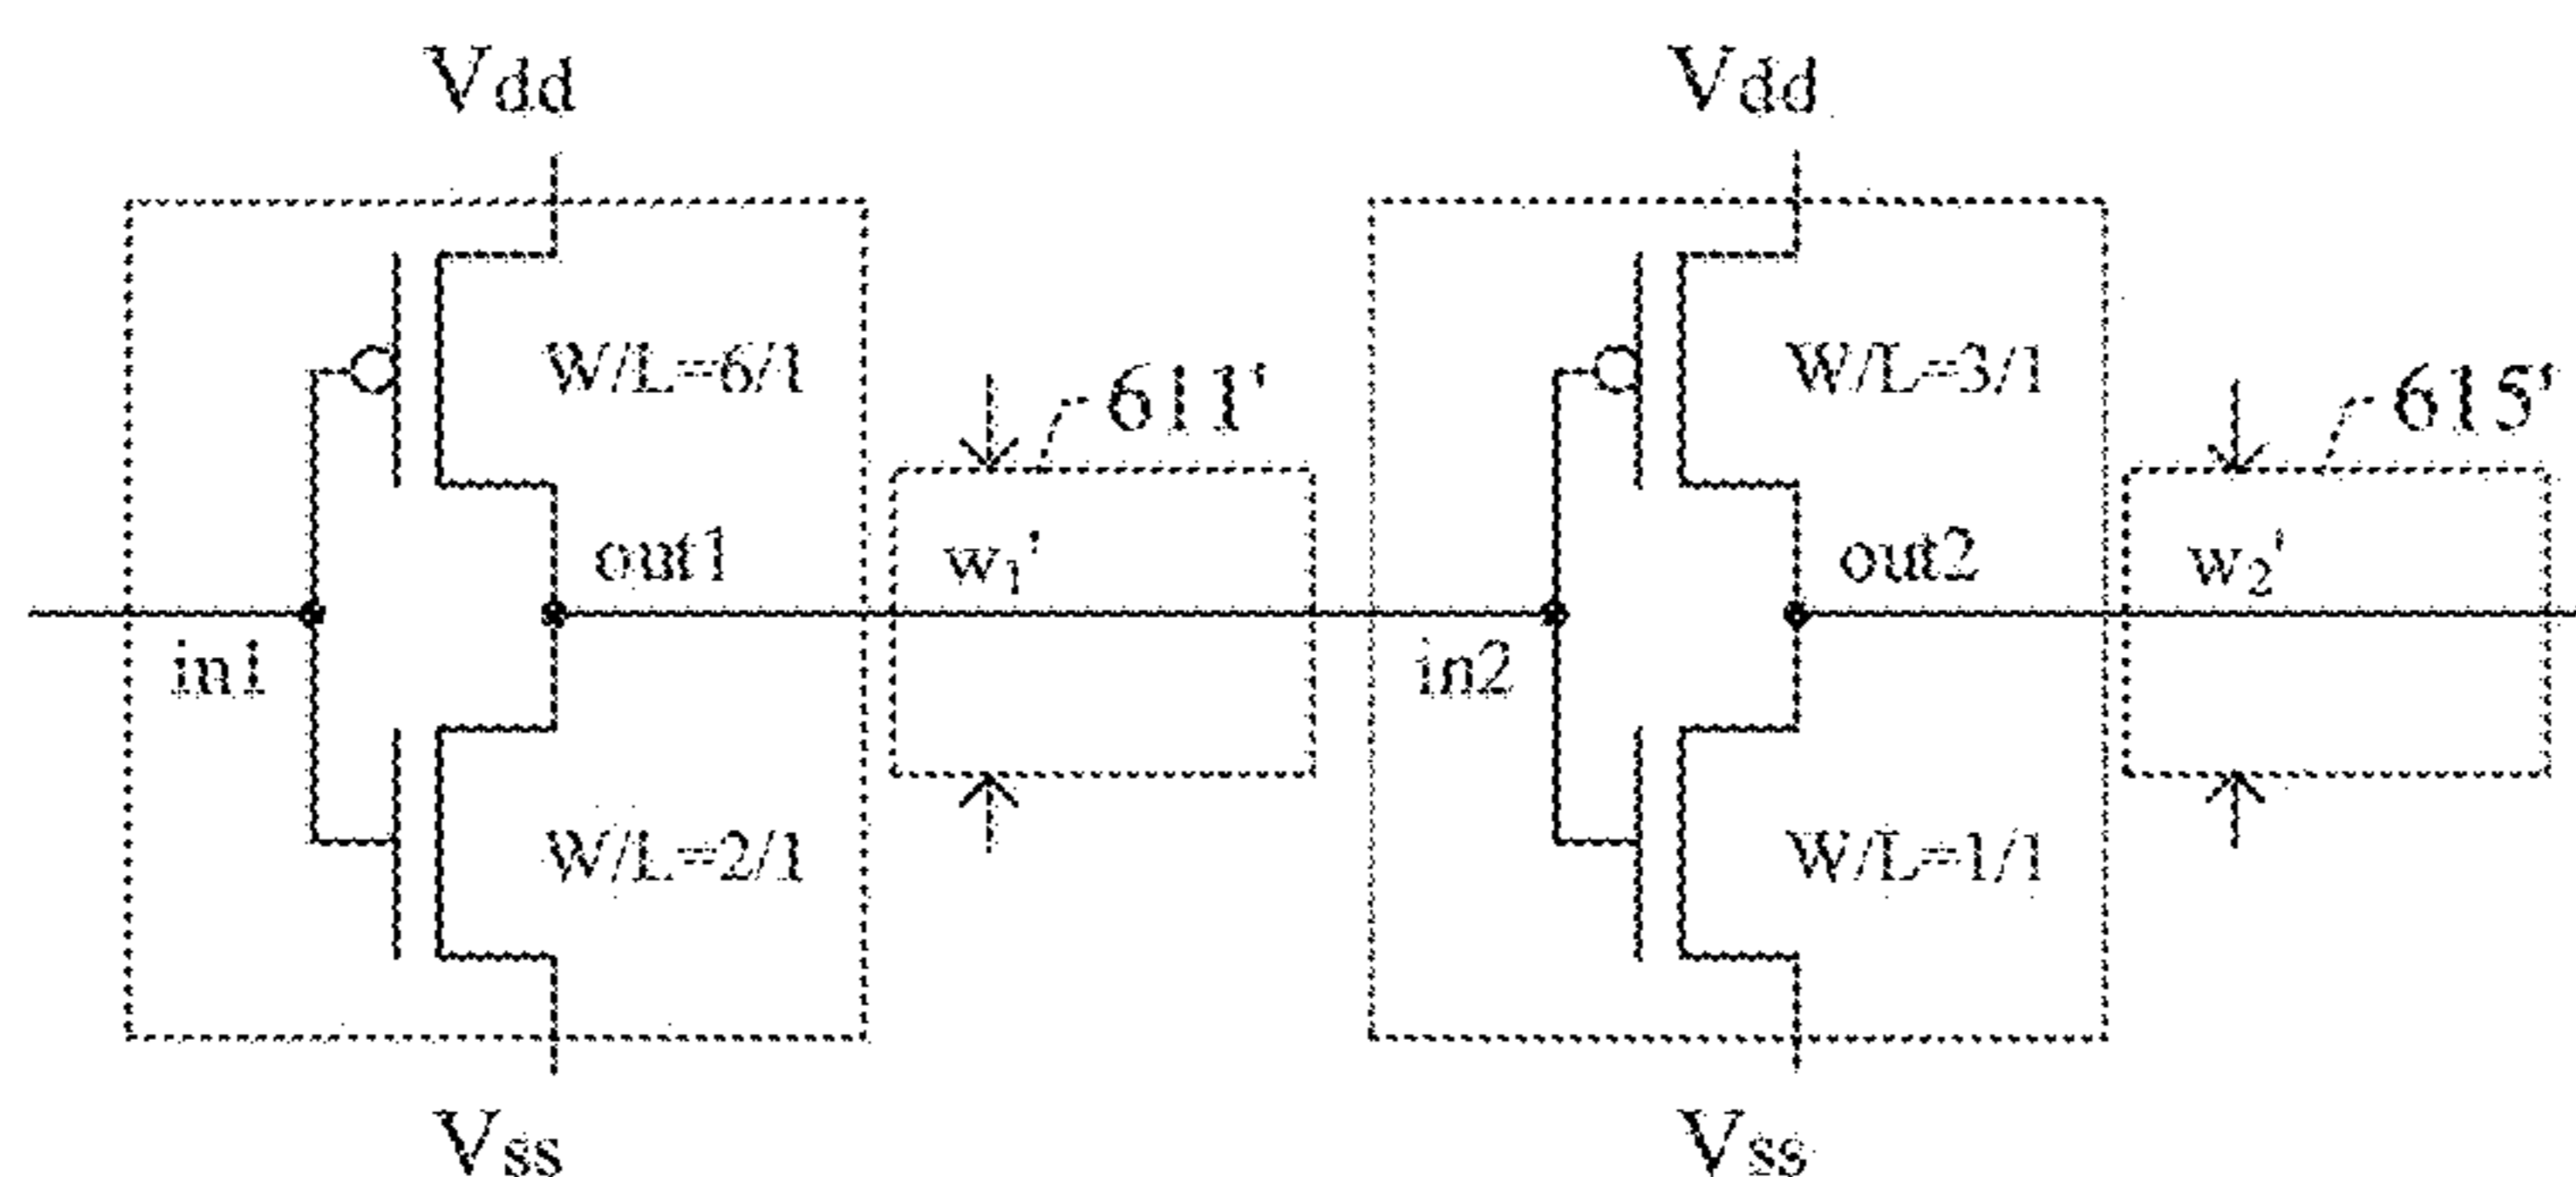 Vdd Vdd
W/L=6/1 611' W/L=3/1 615'
out1 w₁' out2 w₂'
in1 in2
W/L=2/1 W/L=1/1
Vss Vss